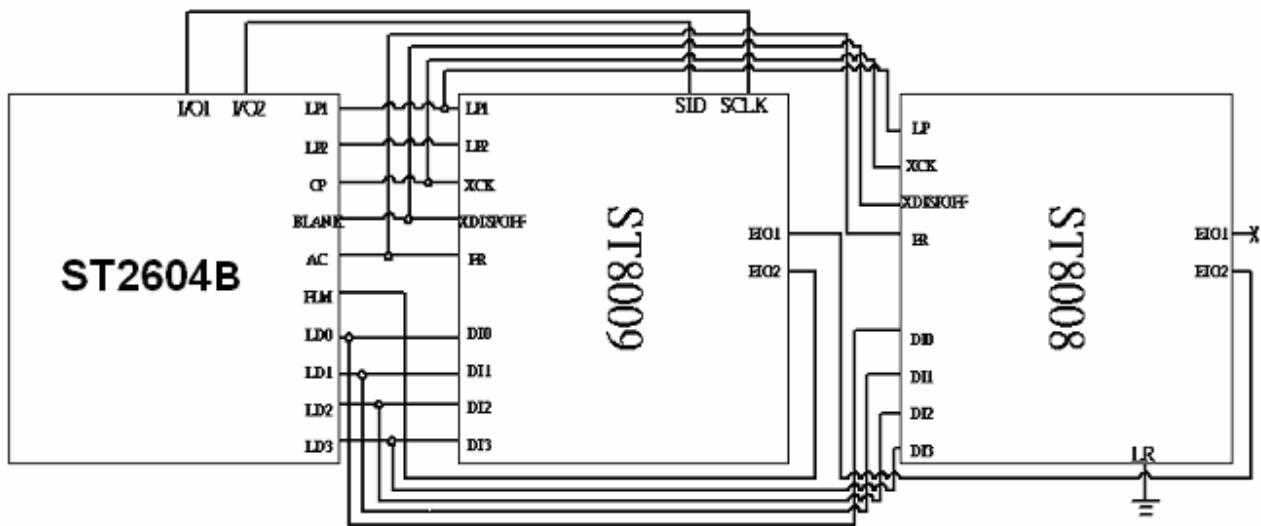 I/O1 I/O2
LP1
LP2
CP
BLANK
AC
FLM
LD0
LD1
LD2
LD3
ST2604B
SID SCLK
LP1
LP2
XCK
XDISPOFF
FR
DI0
DI1
DI2
DI3
EIO1
EIO2
ST8009
LP
XCK
XDISPOFF
FR
DI0
DI1
DI2
DI3
EIO1 X
EIO2
LR
ST8008